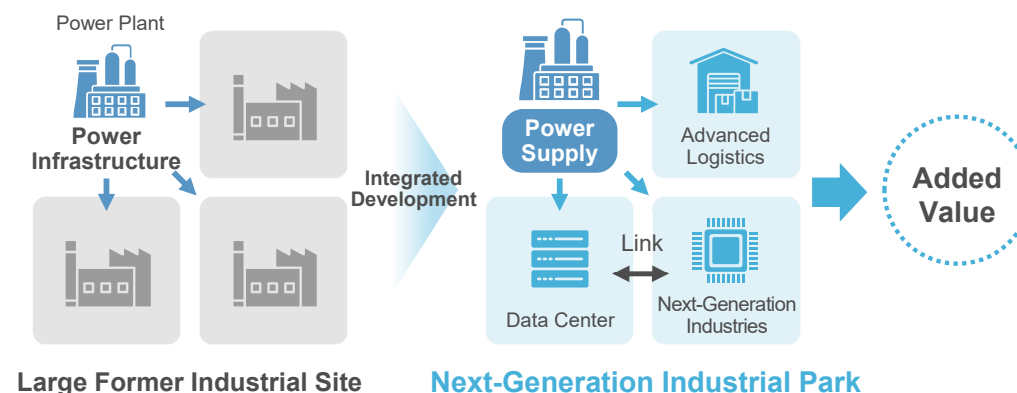 Power Plant
Power
Infrastructure
Large Former Industrial Site
Integrated
Development
Power
Supply
Advanced
Logistics
Data Center
Link
Next-Generation
Industries
Next-Generation Industrial Park
Added
Value